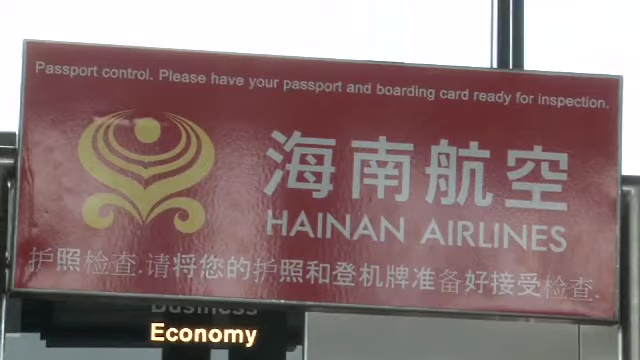 Passport control. Please have your passport and boarding card ready for inspection.
海南航空
HAINAN AIRLINES
护照检查.请将您的护照和登机牌准备好接受检查.
Business
Economy